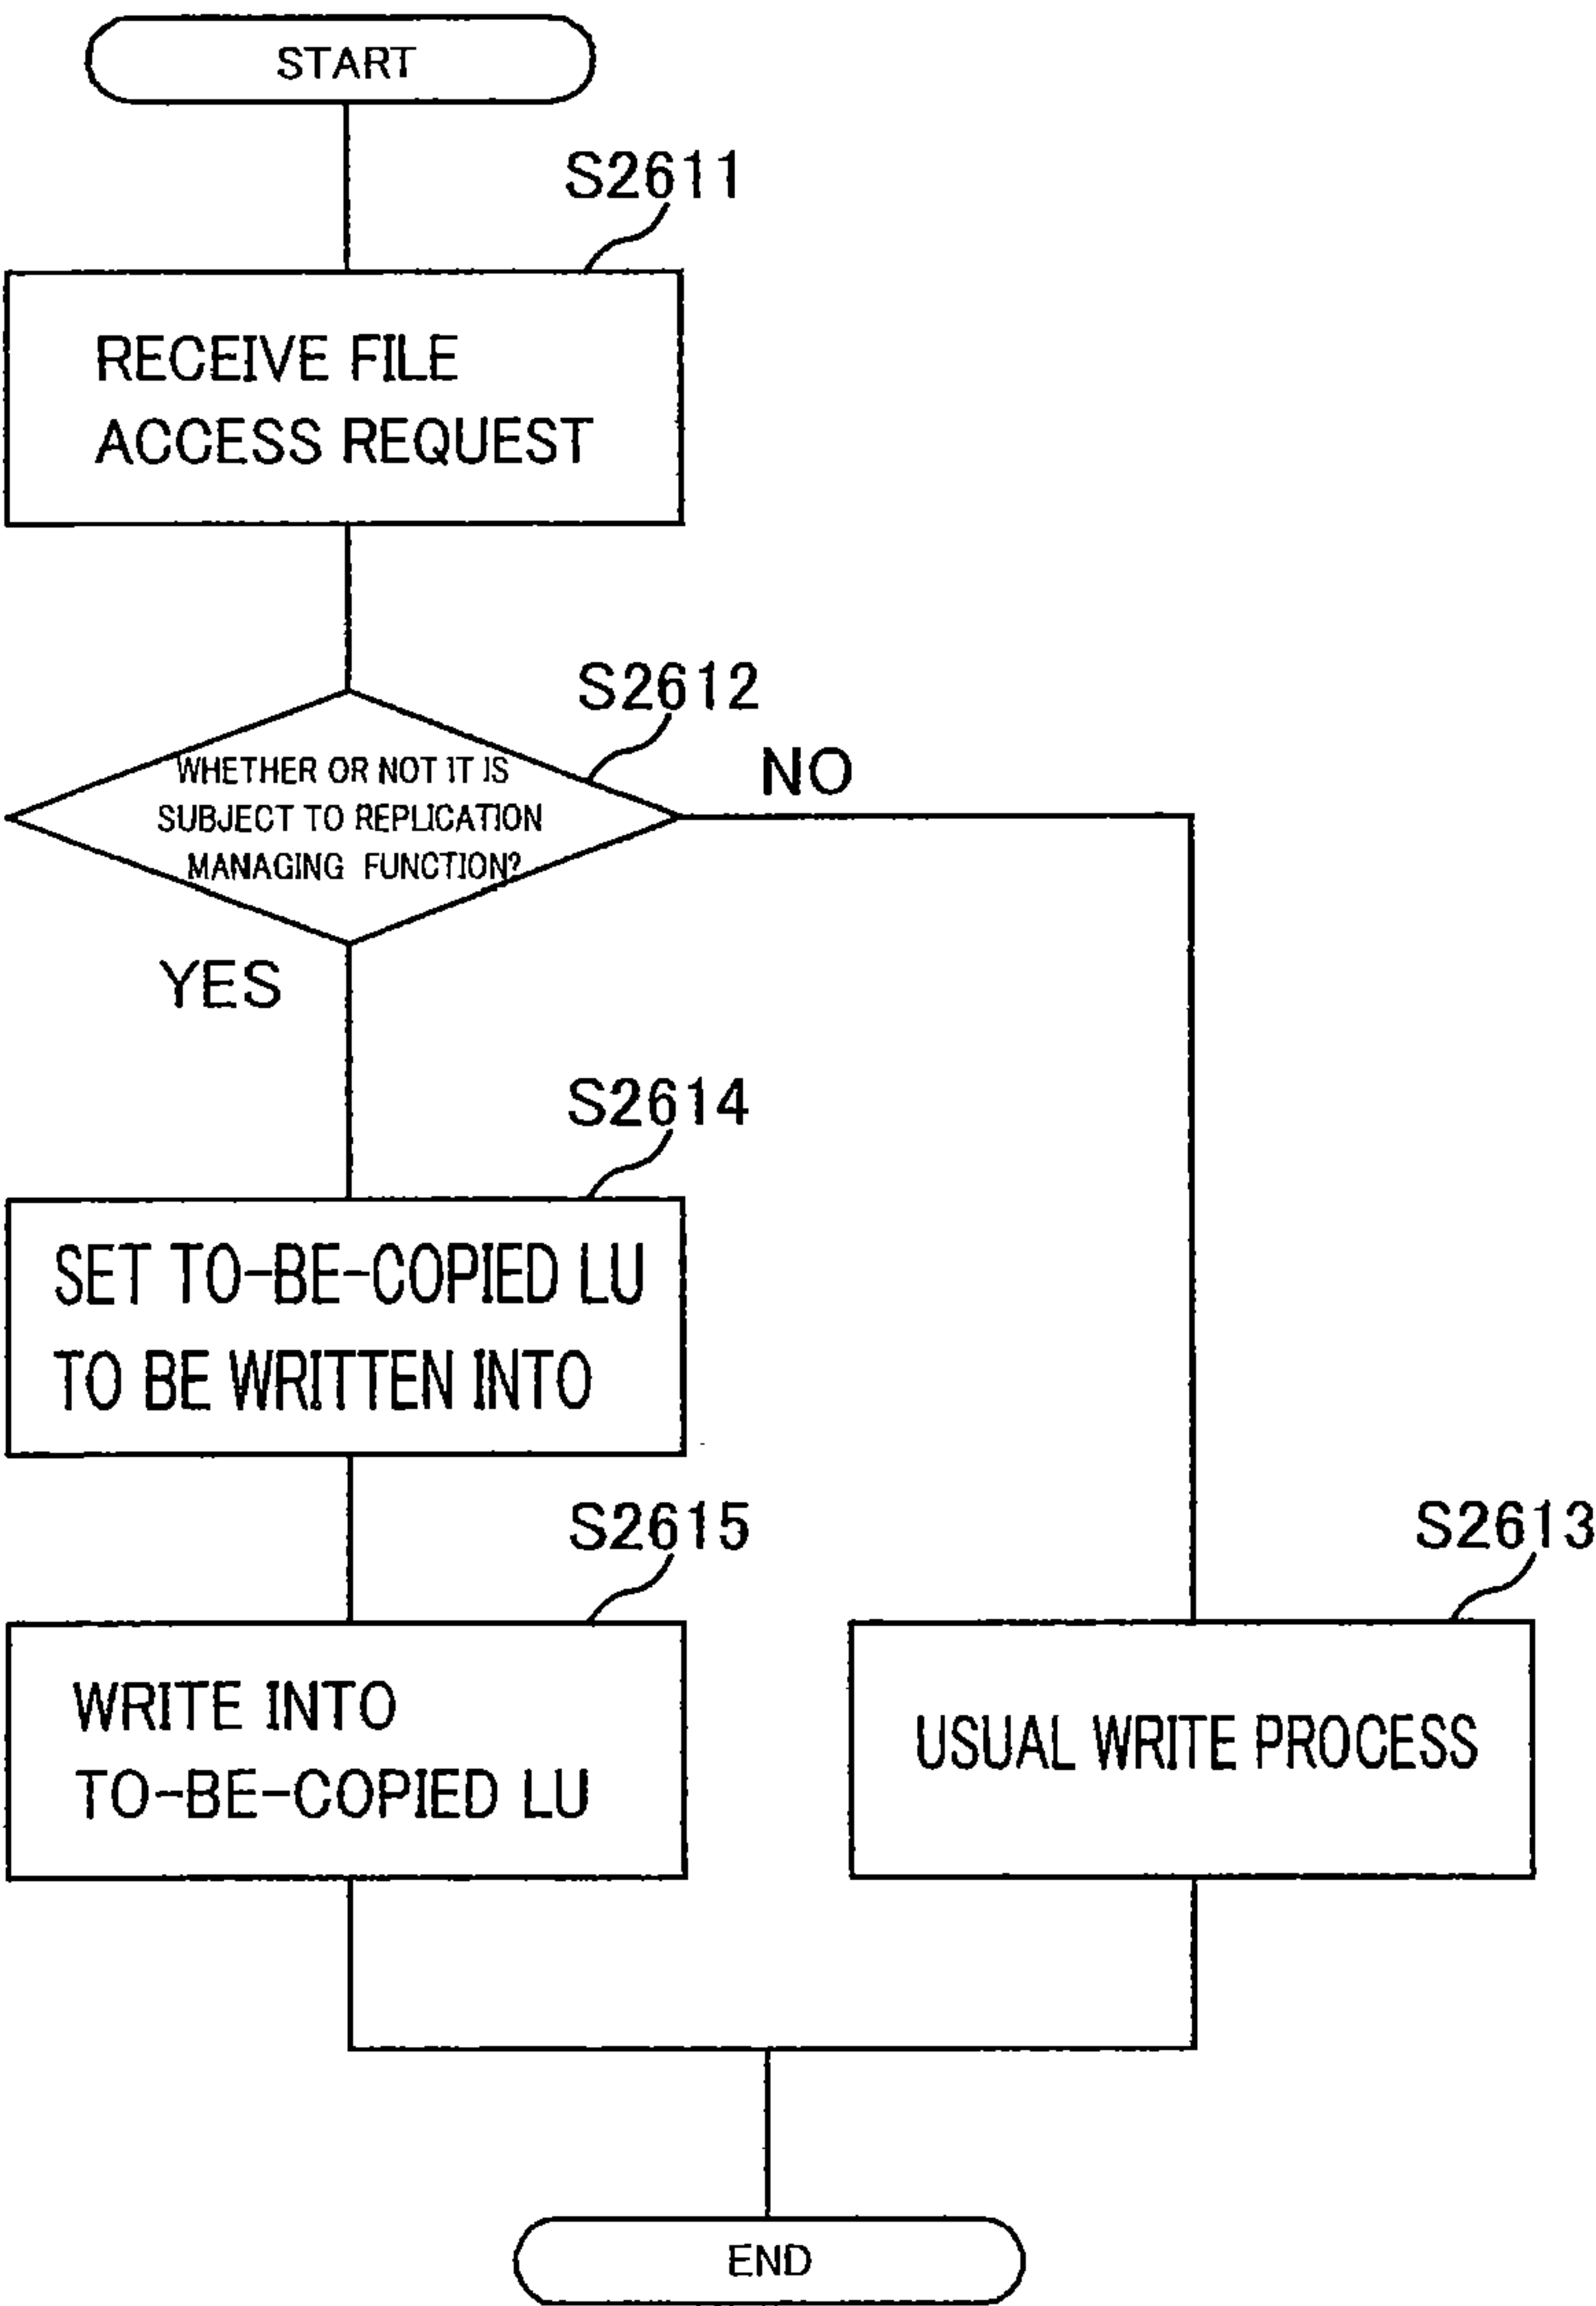 START
S2611
RECEIVE FILE
ACCESS REQUEST
S2612
WHETHER OR NOT IT IS
SUBJECT TO REPLICATION
MANAGING FUNCTION?
NO
YES
S2614
SET TO-BE-COPIED LU
TO BE WRITTEN INTO
S2615
WRITE INTO
TO-BE-COPIED LU
S2613
USUAL WRITE PROCESS
END